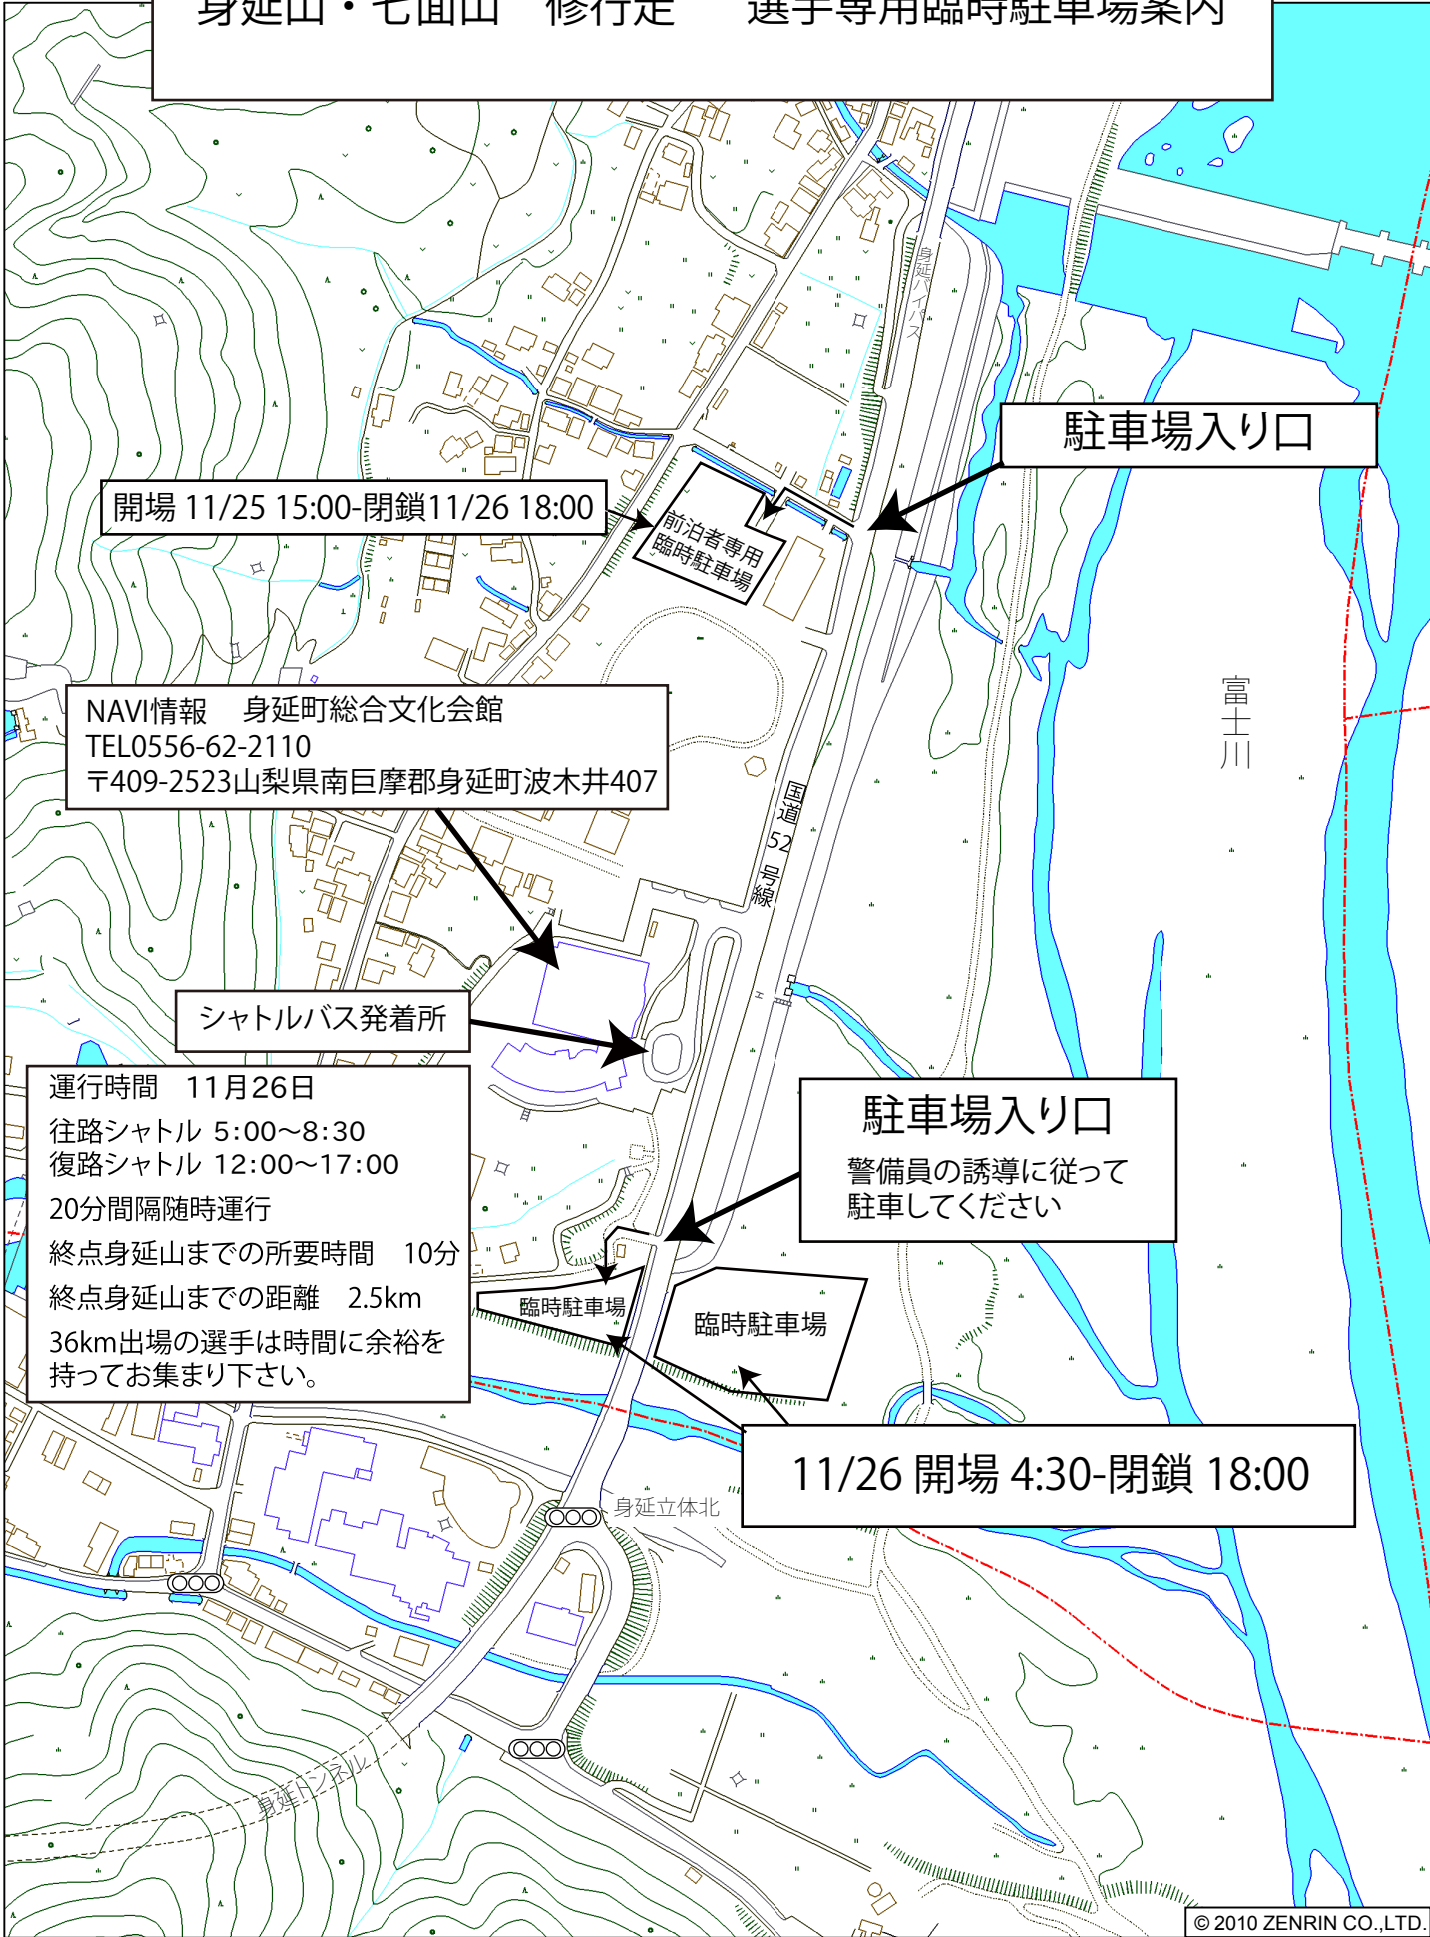 身延山・七面山　修行走　　選手専用臨時駐車場案内
身延バイパス
駐車場入り口
開場 11/25 15:00-閉鎖11/26 18:00
前泊者専用
臨時駐車場
富士川
NAVI情報　身延町総合文化会館
TEL0556-62-2110
〒409-2523山梨県南巨摩郡身延町波木井407
国道 52 号線
シャトルバス発着所
運行時間　11月26日
往路シャトル 5:00～8:30
復路シャトル 12:00～17:00
20分間隔随時運行
終点身延山までの所要時間　10分
終点身延山までの距離　2.5km
36km出場の選手は時間に余裕を
持ってお集まり下さい。
駐車場入り口
警備員の誘導に従って
駐車してください
臨時駐車場
臨時駐車場
11/26 開場 4:30-閉鎖 18:00
身延立体北
身延トンネル
© 2010 ZENRIN CO.,LTD.